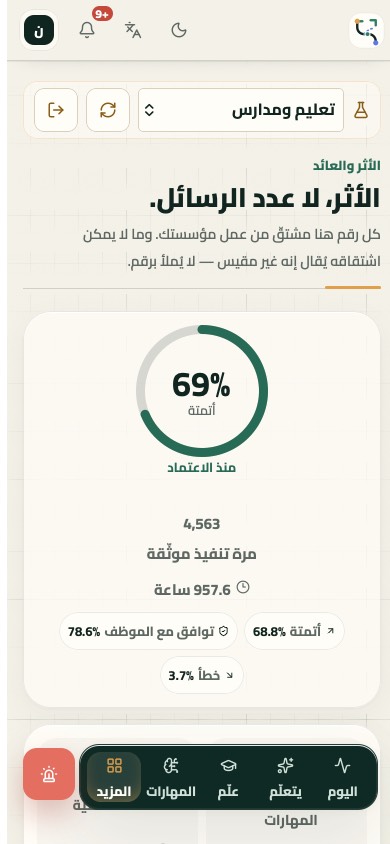 ن
9+
تعليم ومدارس
الأثر والعائد
الأثر، لا عدد الرسائل.
كل رقم هنا مشتقّ من عمل مؤسستك. وما لا يمكن
اشتقاقه يُقال إنه غير مقيس — لا يُملأ برقم.
69%
أتمتة
منذ الاعتماد
4,563
مرة تنفيذ موثّقة
957.6 ساعة
أتمتة 68.8%
توافق مع الموظف 78.6%
خطأ 3.7%
اليوم
يتعلّم
علّم
المهارات
المزيد
المهارات